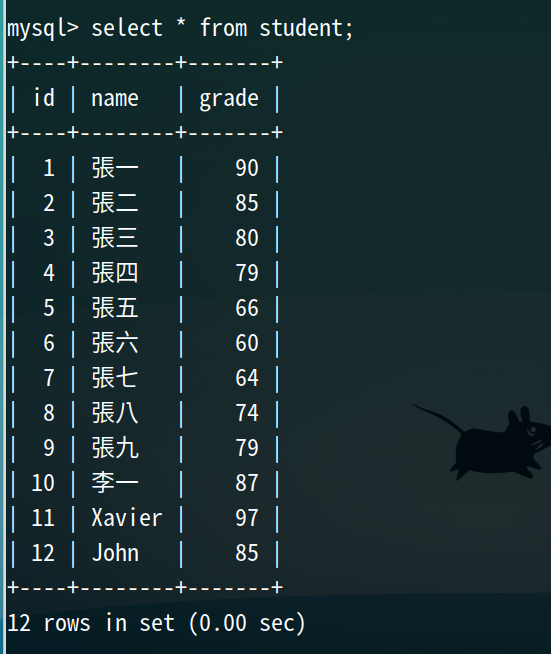 mysql> select * from student;
+----+--------+-------+
| id | name   | grade |
+----+--------+-------+
|  1 | 張一   |    90 |
|  2 | 張二   |    85 |
|  3 | 張三   |    80 |
|  4 | 張四   |    79 |
|  5 | 張五   |    66 |
|  6 | 張六   |    60 |
|  7 | 張七   |    64 |
|  8 | 張八   |    74 |
|  9 | 張九   |    79 |
| 10 | 李一   |    87 |
| 11 | Xavier |    97 |
| 12 | John   |    85 |
+----+--------+-------+
12 rows in set (0.00 sec)